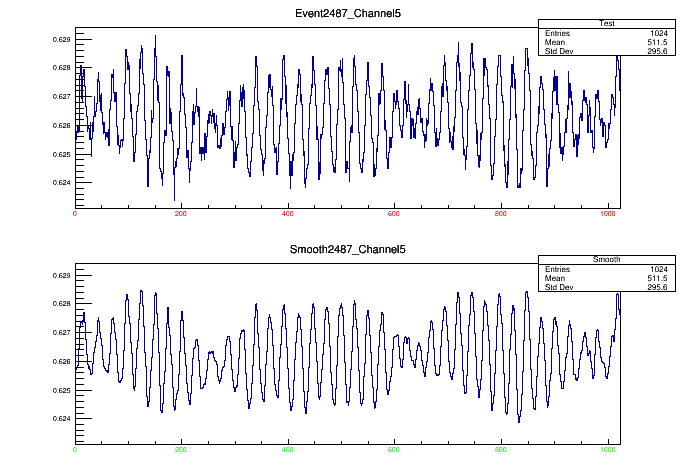 Event2487_Channel5
Test
Entries 1024
Mean 511.5
Std Dev 295.6
0.629
0.628
0.627
0.626
0.625
0.624
0 200 400 600 800 1000
Smooth2487_Channel5
Smooth
Entries 1024
Mean 511.5
Std Dev 295.6
0.629
0.628
0.627
0.626
0.625
0.624
0 200 400 600 800 1000